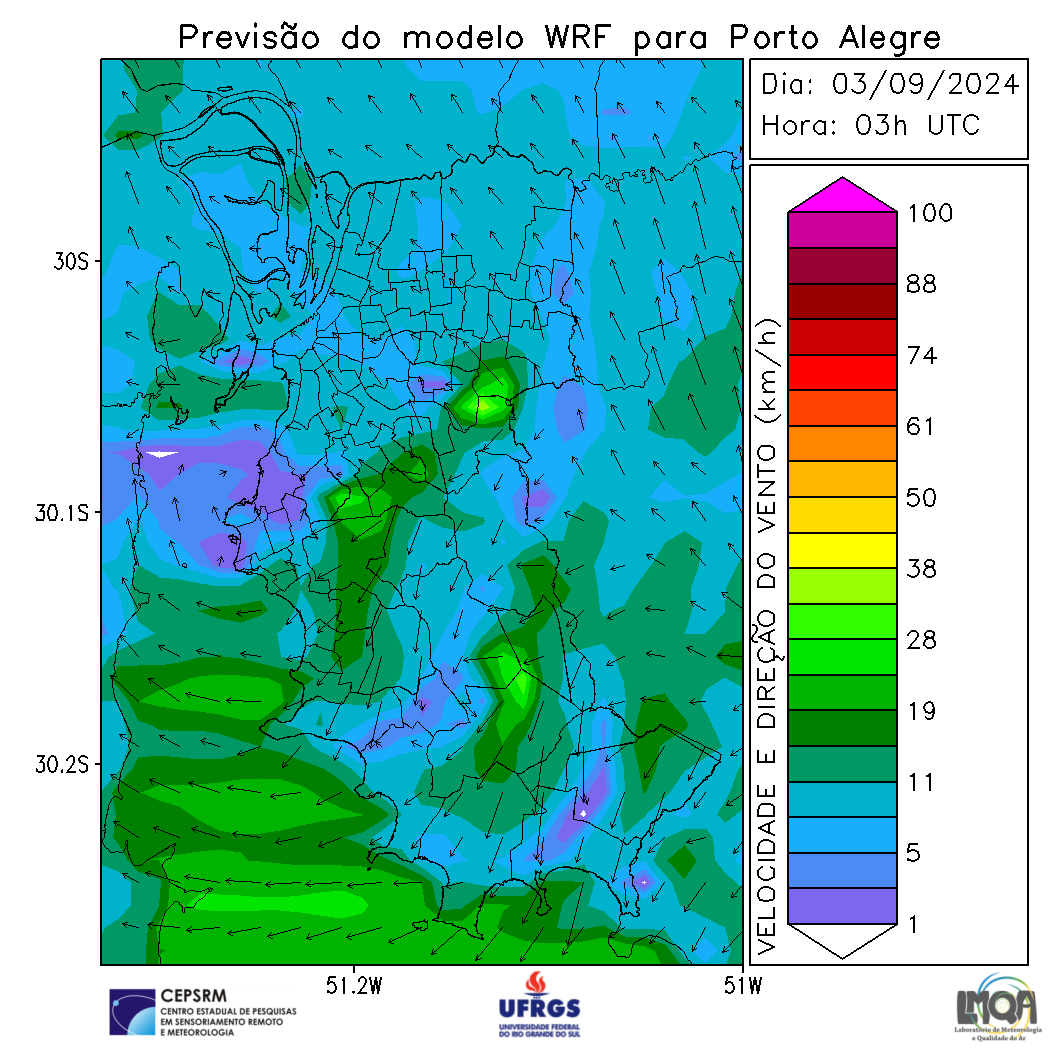 Previsão do modelo WRF para Porto Alegre
Dia: 03/09/2024
Hora: 03h UTC
30S
30.1S
30.2S
51.2W
51W
VELOCIDADE E DIREÇÃO DO VENTO (km/h)
100
88
74
61
50
38
28
19
11
5
1
CEPSRM
CENTRO ESTADUAL DE PESQUISAS
EM SENSORIAMENTO REMOTO
E METEOROLOGIA
UFRGS
UNIVERSIDADE FEDERAL
DO RIO GRANDE DO SUL
LMQA
Laboratório de Meteorologia
e Qualidade do Ar